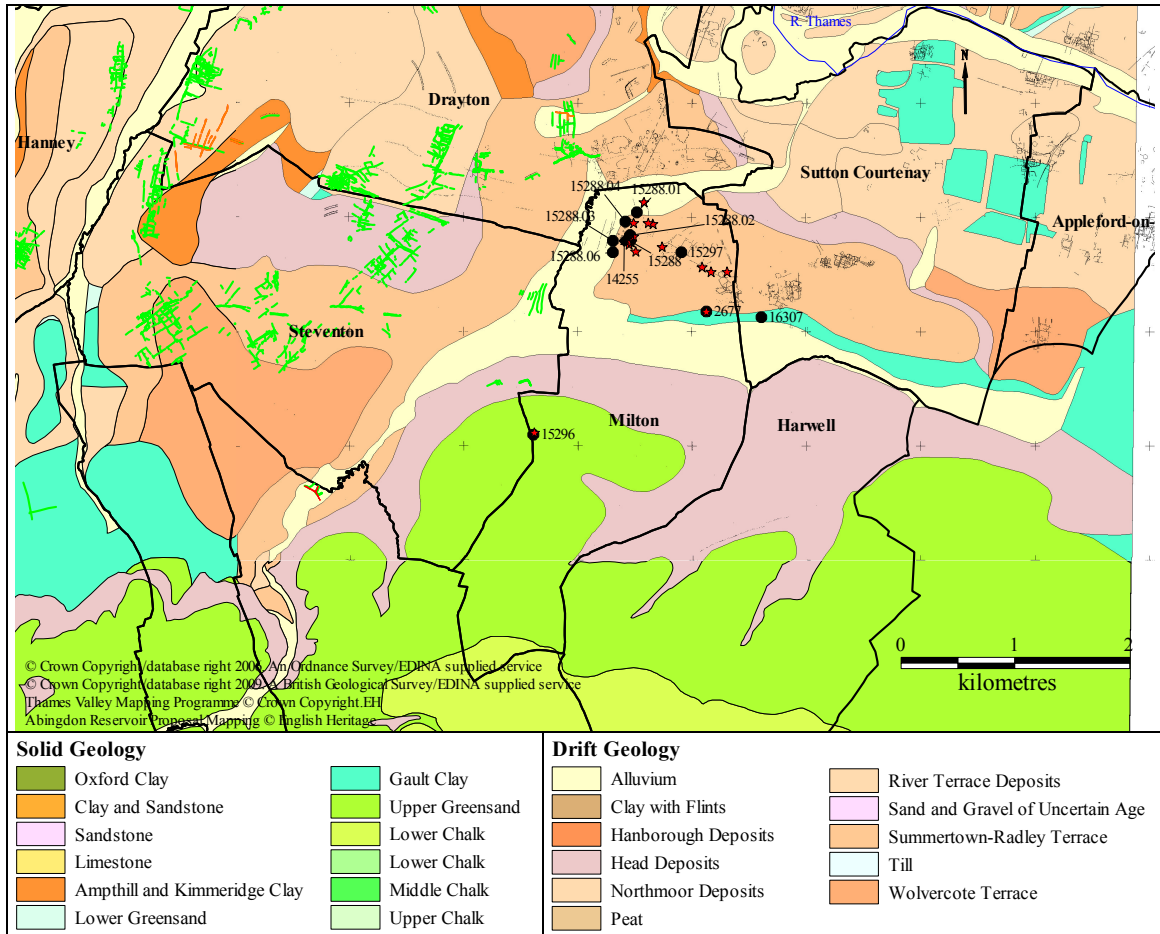 R. Thames
N
Drayton
Hanney
Sutton Courtenay
Appleford-on-
15288.04
15288.01
15288.03
15288.02
15288.06
15288
15297
14255
2677
16307
Steventon
Milton
Harwell
15296
0 1 2
kilometres
© Crown Copyright/database right 2006. An Ordnance Survey/EDINA supplied service
© Crown Copyright/database right 2009. A British Geological Survey/EDINA supplied service
Thames Valley Mapping Programme © Crown Copyright.EH
Abingdon Reservoir Proposal Mapping © English Heritage
Solid Geology
Oxford Clay
Clay and Sandstone
Sandstone
Limestone
Ampthill and Kimmeridge Clay
Lower Greensand
Gault Clay
Upper Greensand
Lower Chalk
Lower Chalk
Middle Chalk
Upper Chalk
Drift Geology
Alluvium
Clay with Flints
Hanborough Deposits
Head Deposits
Northmoor Deposits
Peat
River Terrace Deposits
Sand and Gravel of Uncertain Age
Summertown-Radley Terrace
Till
Wolvercote Terrace